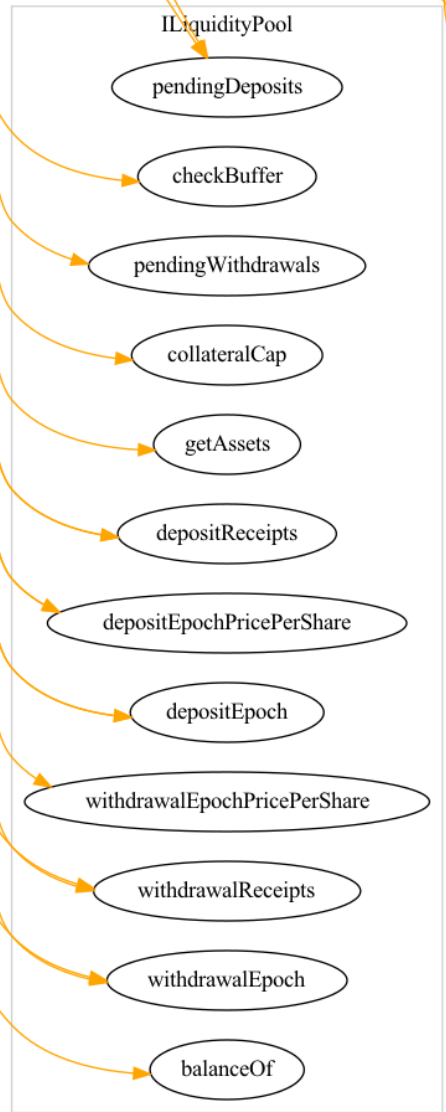 ILiquidityPool
pendingDeposits
checkBuffer
pendingWithdrawals
collateralCap
getAssets
depositReceipts
depositEpochPricePerShare
depositEpoch
withdrawalEpochPricePerShare
withdrawalReceipts
withdrawalEpoch
balanceOf